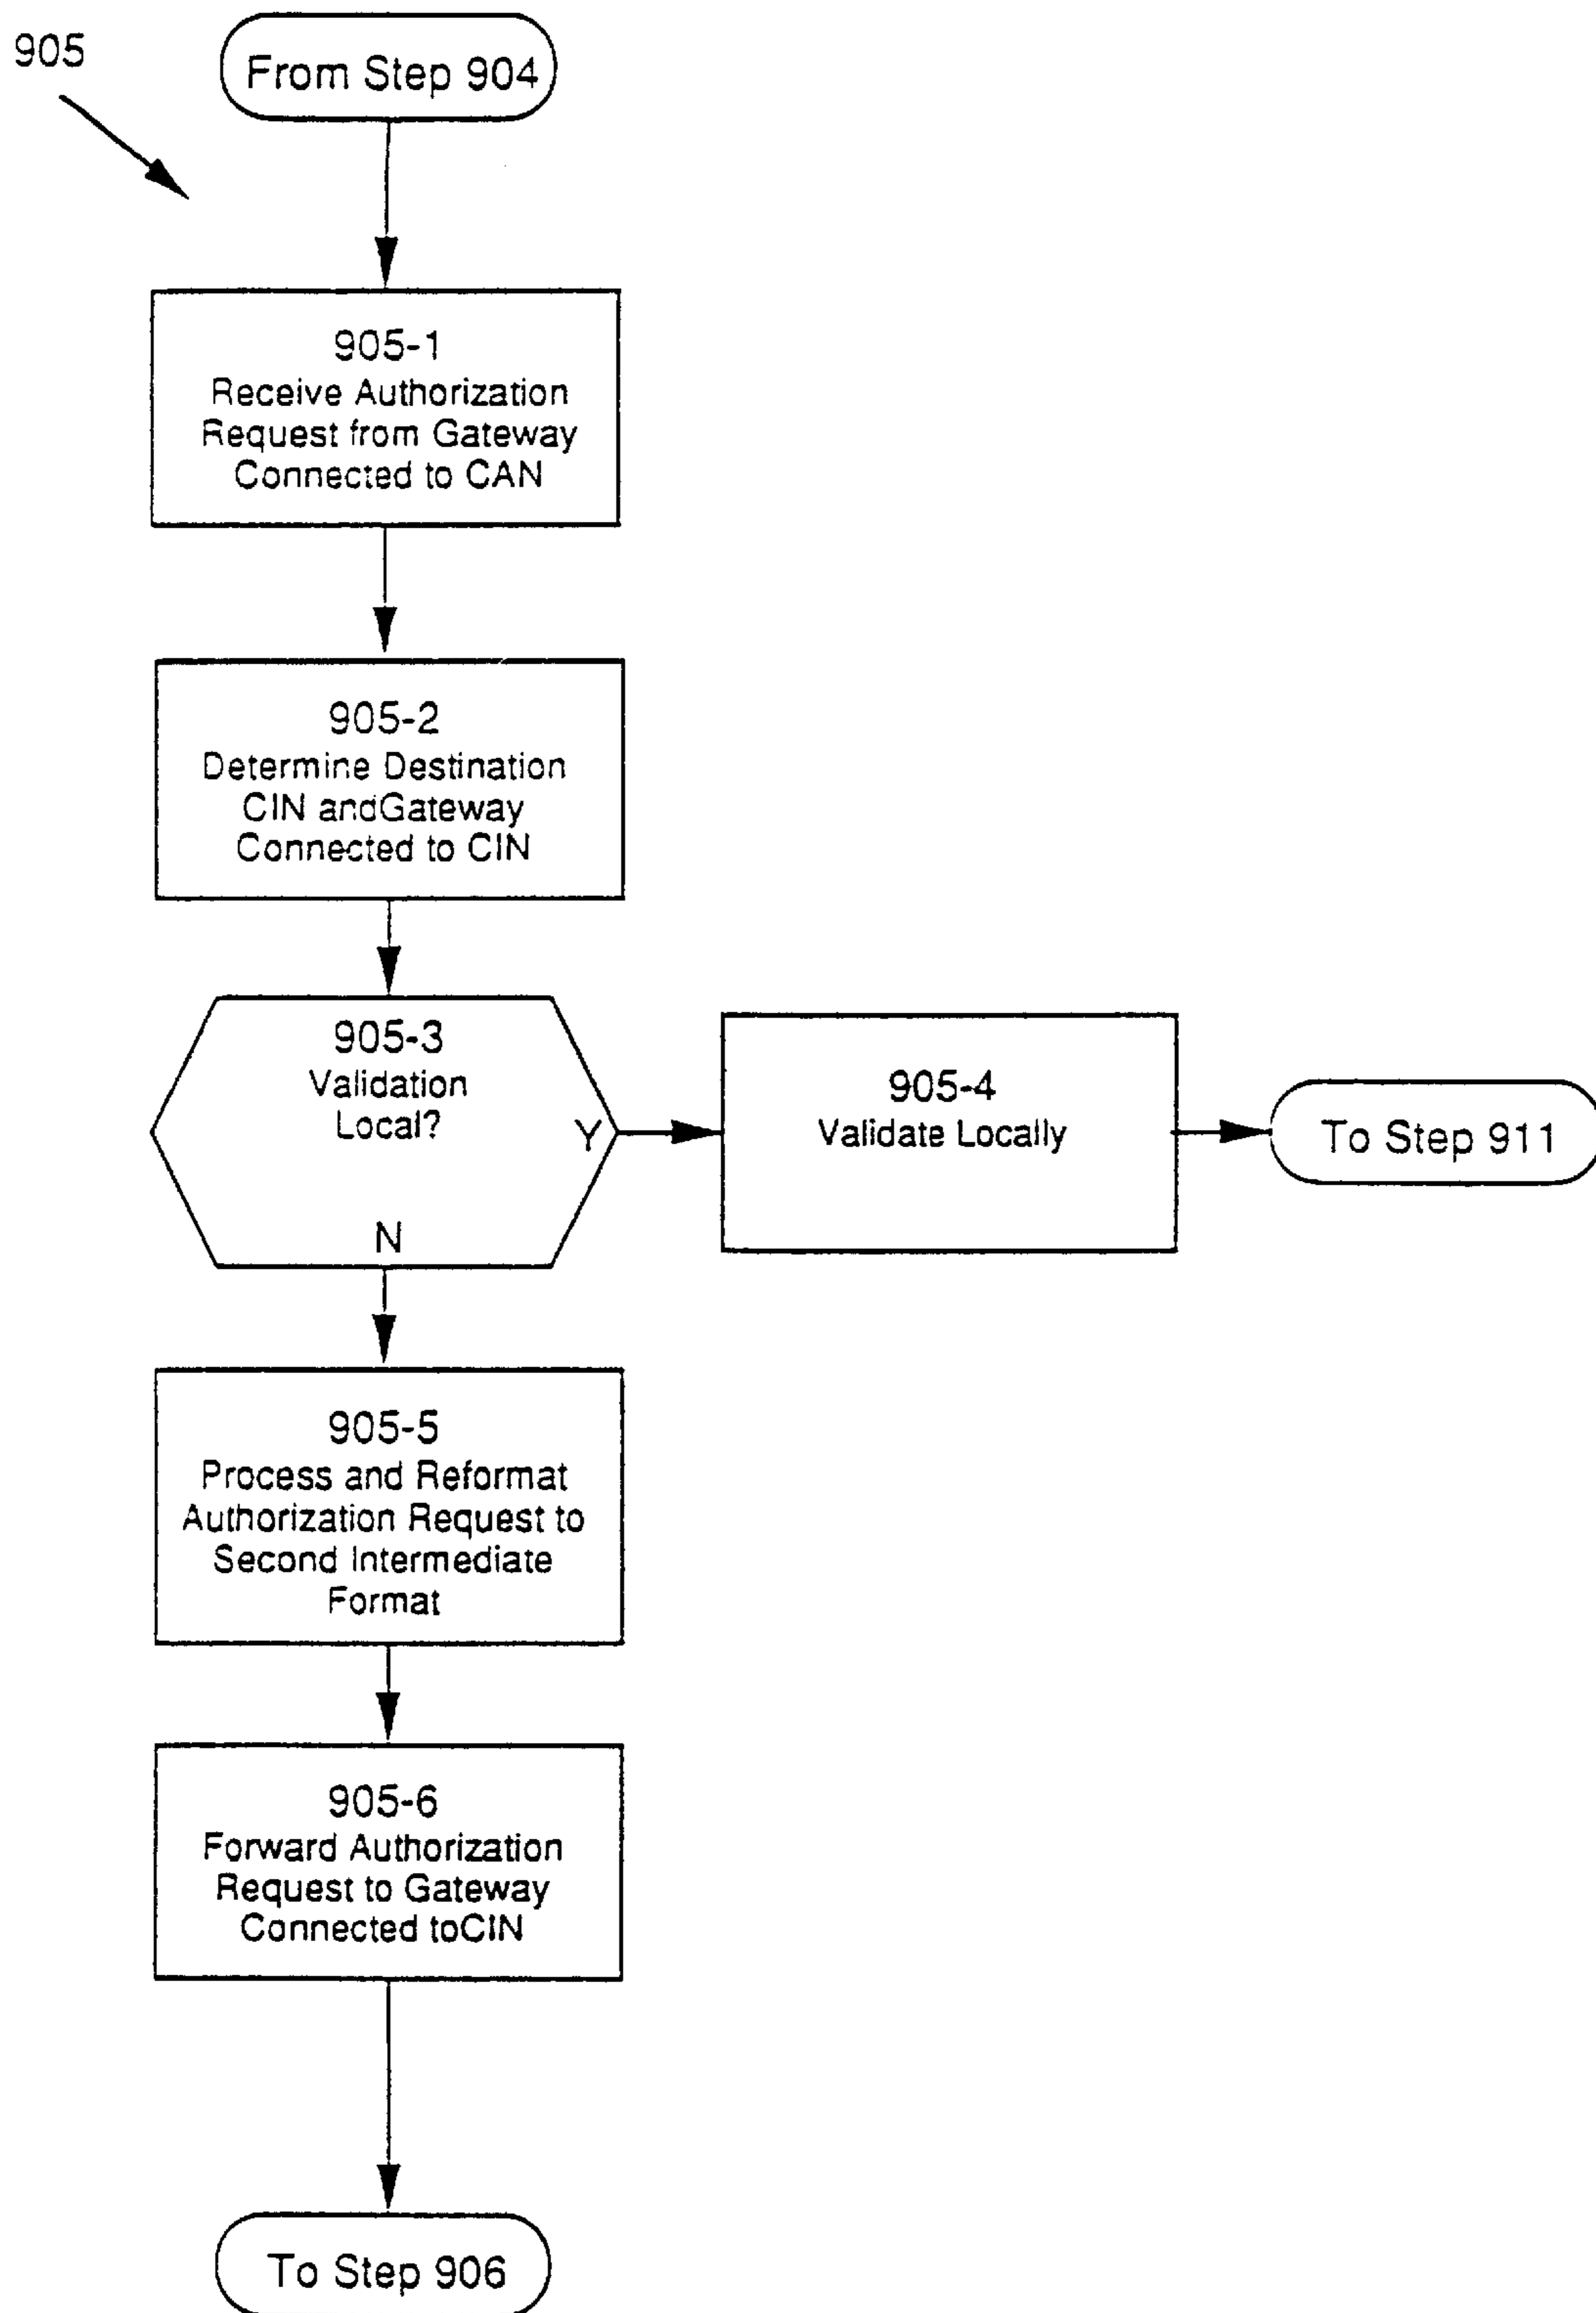 905
From Step 904
905-1
Receive Authorization
Request from Gateway
Connected to CAN
905-2
Determine Destination
CIN andGateway
Connected to CIN
905-3
Validation
Local?
Y
N
905-4
Validate Locally
To Step 911
905-5
Process and Reformat
Authorization Request to
Second Intermediate
Format
905-6
Forward Authorization
Request to Gateway
Connected toCIN
To Step 906